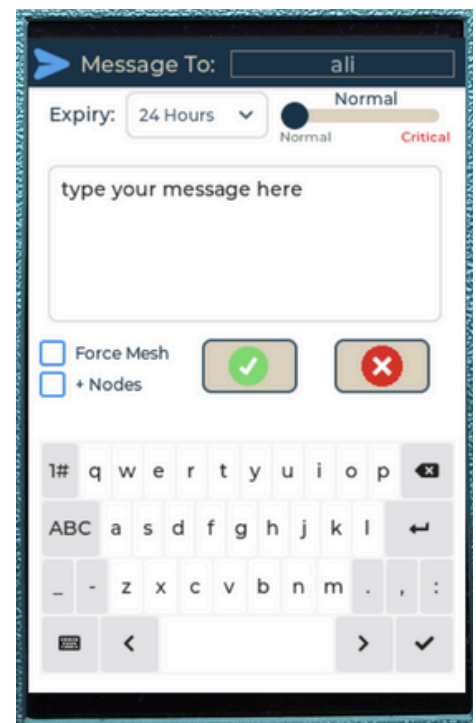 Message To: ali
Expiry: 24 Hours Normal
Normal Critical
type your message here
Force Mesh
+ Nodes
1# q w e r t y u i o p
ABC a s d f g h j k l
_ - z x c v b n m . , :